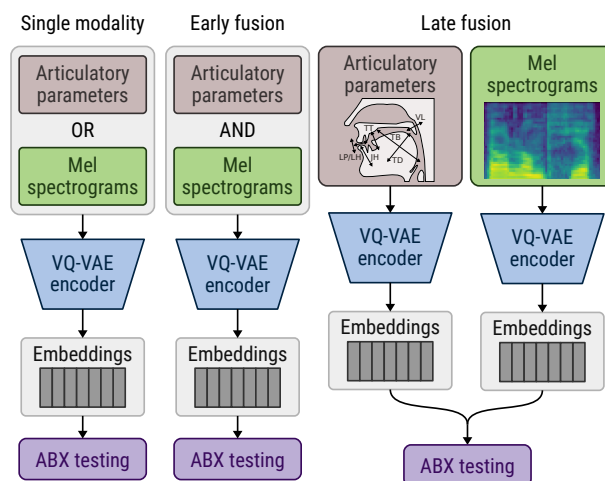 Single modality
Articulatory
parameters
OR
Mel
spectrograms
VQ-VAE
encoder
Embeddings
ABX testing
Early fusion
Articulatory
parameters
AND
Mel
spectrograms
VQ-VAE
encoder
Embeddings
ABX testing
Late fusion
Articulatory
parameters
VL
TT
TB
LP/LH
JH
TD
VQ-VAE
encoder
Embeddings
Mel
spectrograms
VQ-VAE
encoder
Embeddings
ABX testing